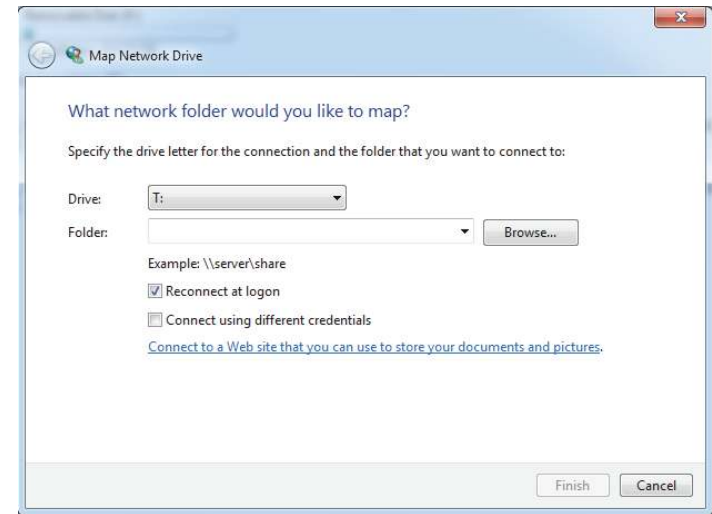 Map Network Drive
What network folder would you like to map?
Specify the drive letter for the connection and the folder that you want to connect to:
Drive: T:
Folder: Browse...
Example: \\server\share
Reconnect at logon
Connect using different credentials
Connect to a Web site that you can use to store your documents and pictures.
Finish Cancel